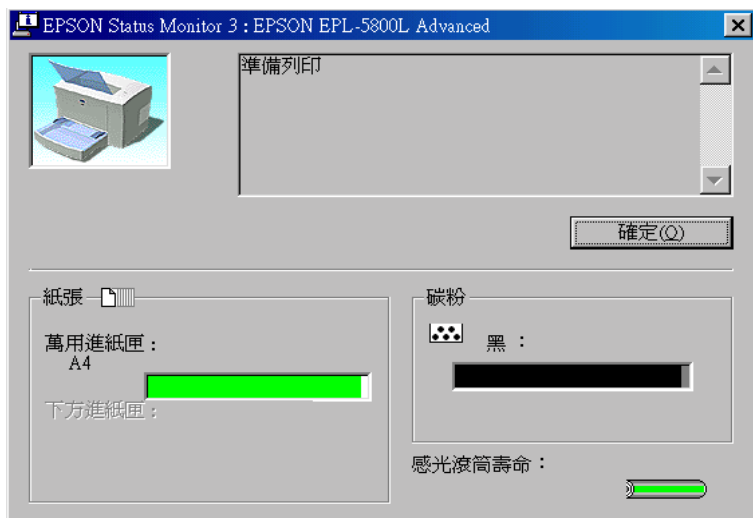 EPSON Status Monitor 3 : EPSON EPL-5800L Advanced
準備列印
確定(O)
紙張
萬用進紙匣：
A4
下方進紙匣：
碳粉
黑：
感光滾筒壽命：